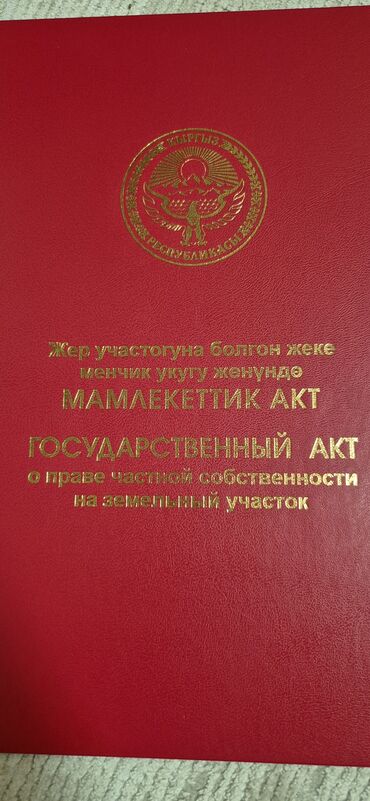 КЫРГЫЗ
РЕСПУБЛИКАСЫ
Жер участогуна болгон жеке
менчик укугу жөнүндө
МАМЛЕКЕТТИК АКТ
ГОСУДАРСТВЕННЫЙ АКТ
о праве частной собственности
на земельный участок